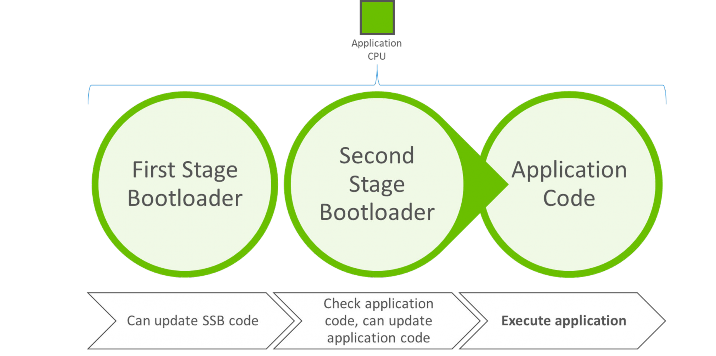 Application
CPU
First Stage
Bootloader
Second
Stage
Bootloader
Application
Code
Can update SSB code
Check application
code, can update
application code
Execute application